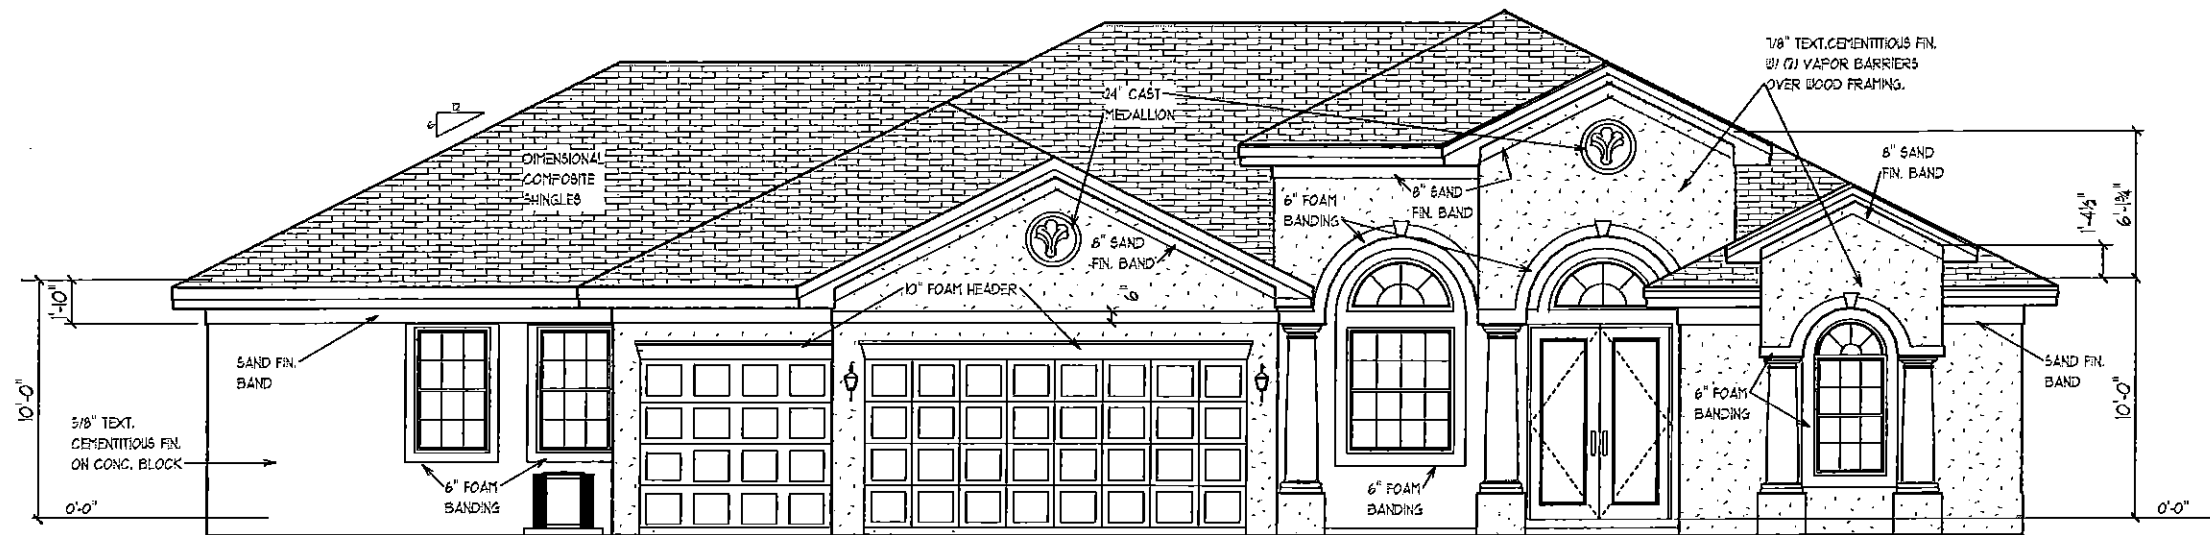 7/8" TEXT. CEMENTITIOUS FIN.
W/ (2) VAPOR BARRIERS
OVER WOOD FRAMING.
24" CAST
MEDALLION
12
6
DIMENSIONAL
COMPOSITE
SHINGLES
8" SAND
FIN. BAND
8" SAND
FIN. BAND
6" FOAM
BANDING
8" SAND
FIN. BAND
1'-4½"
6'-1¾"
1'-10"
10" FOAM HEADER
6"
SAND FIN.
BAND
SAND FIN.
BAND
10'-0"
10'-0"
5/8" TEXT.
CEMENTITIOUS FIN.
ON CONC. BLOCK
6" FOAM
BANDING
6" FOAM
BANDING
6" FOAM
BANDING
0'-0"
0'-0"